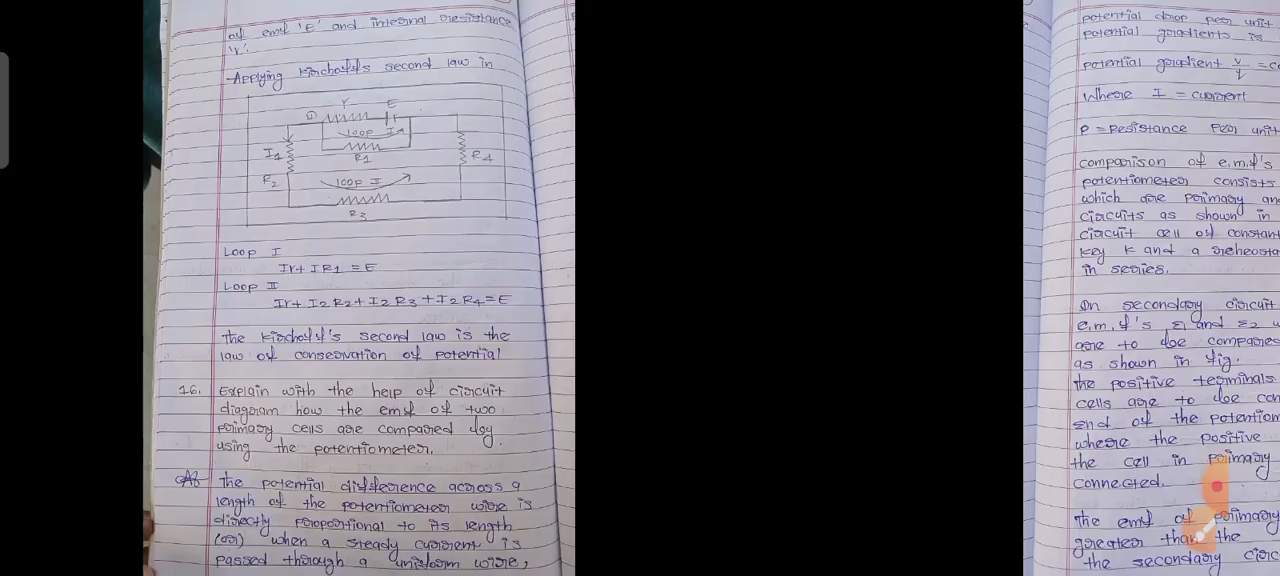 of emf 'E' and internal resistance
'r'.
-Applying Kirchoff's second law in
r E
I loop I1
R1
I1
R2
R4
loop I
R3
Loop I
Ir + IR1 = E
Loop II
Ir + I2R2 + I2R3 + I2R4 = E
The Kirchoff's second law is the
law of conservation of potential
16. Explain with the help of circuit
diagram how the emf of two
primary cells are compared by
using the potentiometer.
A) The potential difference across a
length of the potentiometer wire is
directly proportional to its length
(or) when a steady current is
passed through a uniform wire,
potential drop per unit
potential gradients is
potential gradient V/l = co
Where I = current
ρ = Resistance Per unit
comparison of e.m.f's
potentiometer consists
which are primary an
circuits as shown in
circuit cell of constant
key K and a reheosta
in series.
In secondary circuit
e.m.f's ε1 and ε2 w
are to be compare
as shown in fig.
the positive terminals
cells are to be con
end of the potentiom
where the positive
the cell in primary
connected.
The emf of primary
greater than the
the secondary circ